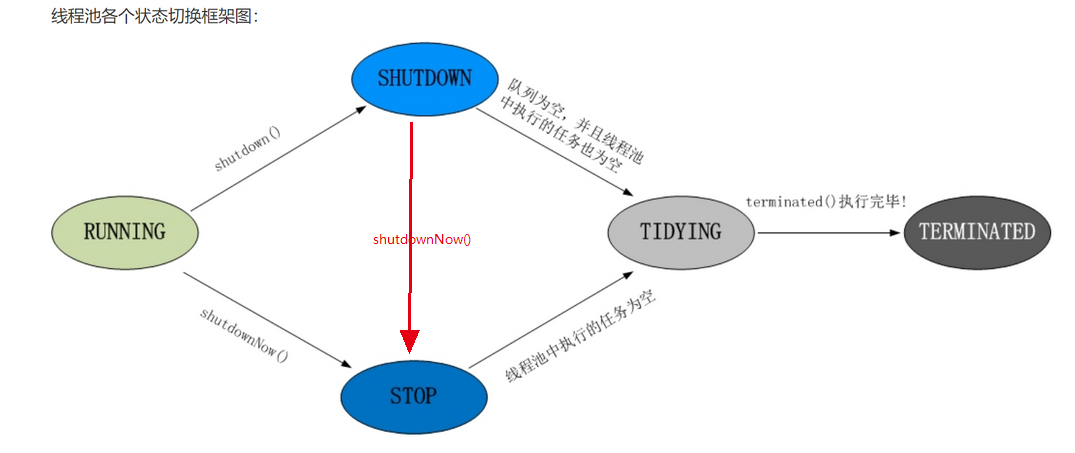 线程池各个状态切换框架图：
SHUTDOWN
队列为空，并且线程池
中执行的任务也为空
shutdown()
terminated()执行完毕!
RUNNING
shutdownNow()
TIDYING
TERMINATED
shutdownNow()
线程池中执行的任务为空
STOP